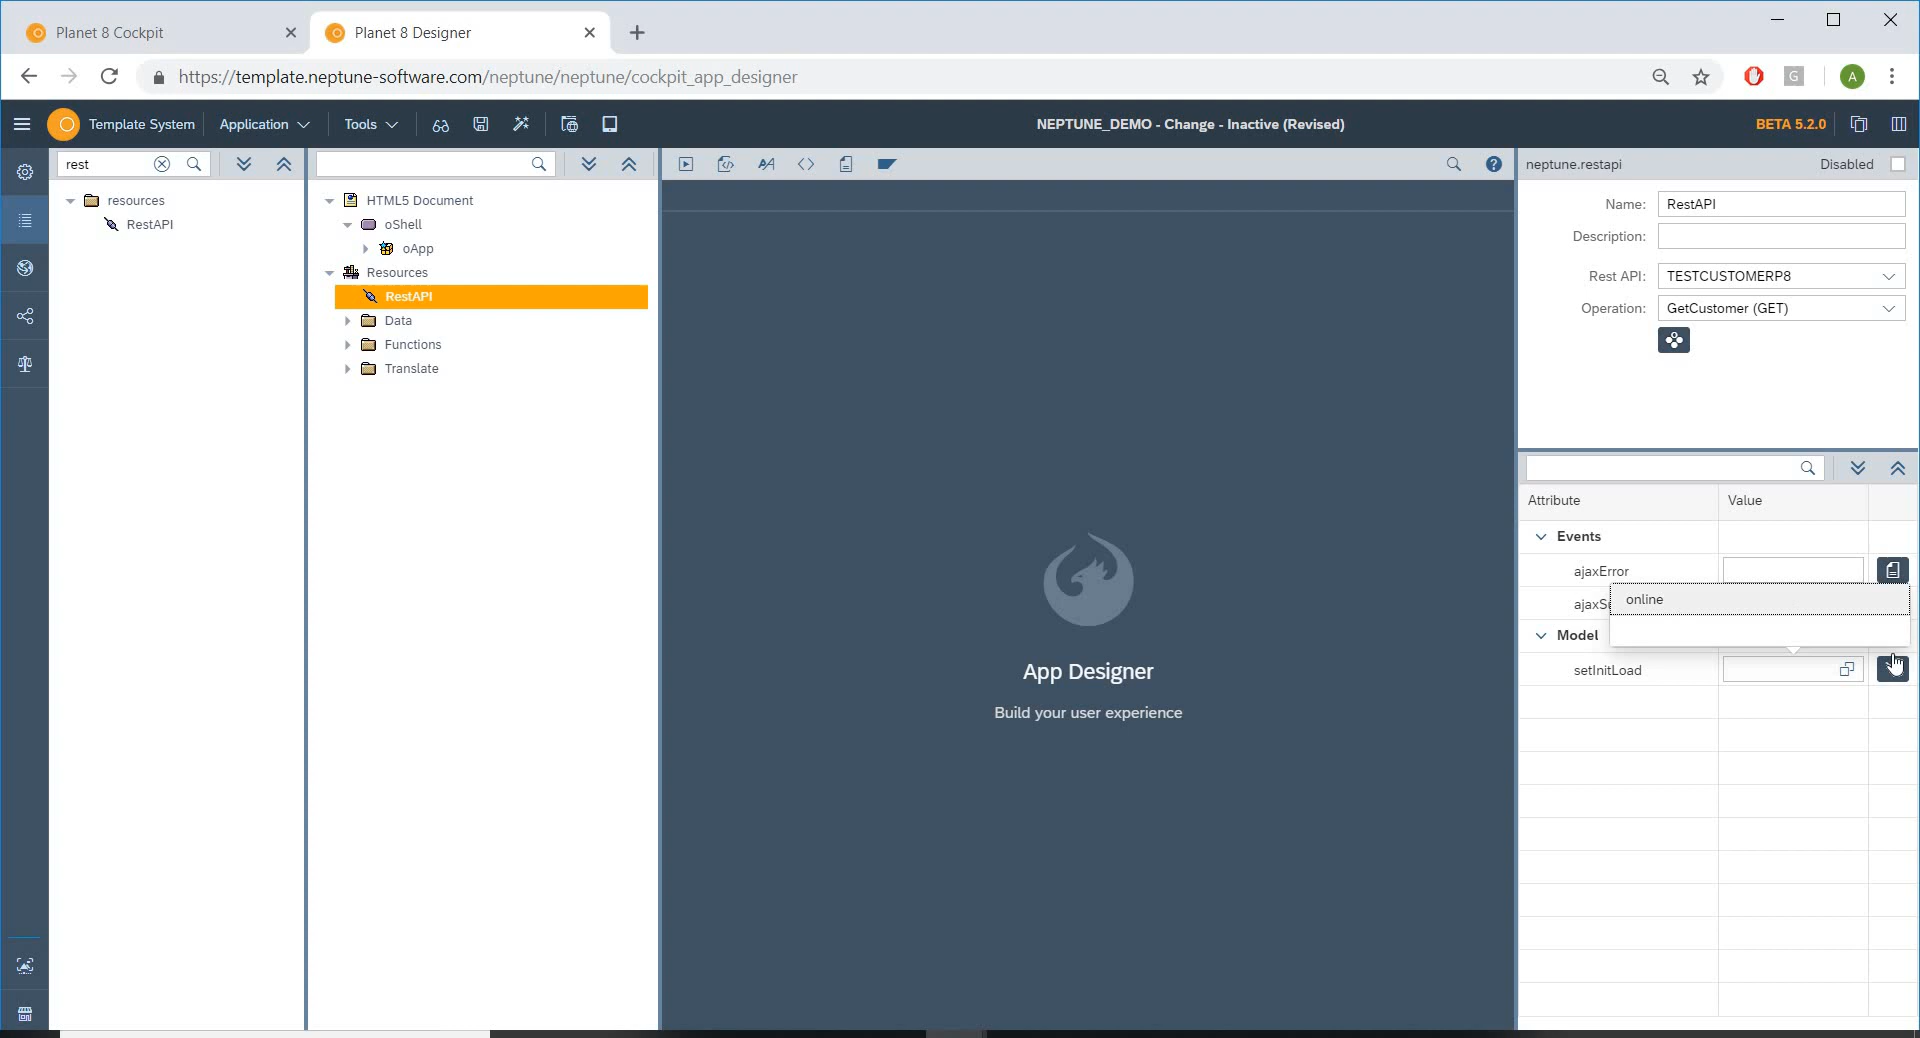 Planet 8 Cockpit
Planet 8 Designer
https://template.neptune-software.com/neptune/neptune/cockpit_app_designer
G
A
Template System
Application
Tools
NEPTUNE_DEMO - Change - Inactive (Revised)
BETA 5.2.0
rest
neptune.restapi
Disabled
resources
RestAPI
HTML5 Document
oShell
oApp
Resources
RestAPI
Data
Functions
Translate
Name:
RestAPI
Description:
Rest API:
TESTCUSTOMERP8
Operation:
GetCustomer (GET)
Attribute
Value
Events
ajaxError
online
Model
setInitLoad
App Designer
Build your user experience